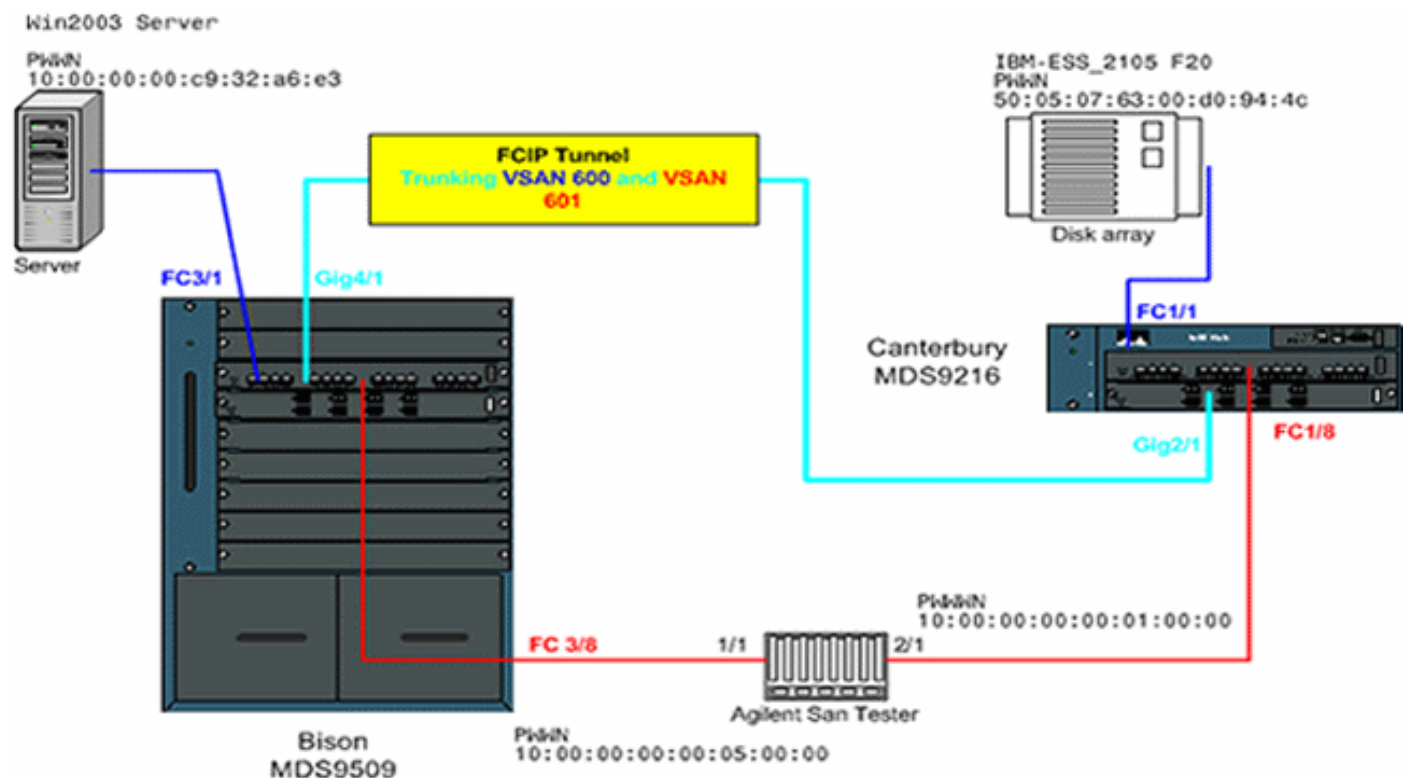 Win2003 Server
PWWN
10:00:00:00:c9:32:a6:e3
IBM-ESS_2105 F20
PWWN
50:05:07:63:00:d0:94:4c
FCIP Tunnel
Trunking VSAN 600 and VSAN
601
Disk array
Server
FC3/1
Gig4/1
FC1/1
Canterbury
MDS9216
Gig2/1
FC1/8
PWWWN
10:00:00:00:00:01:00:00
FC 3/8
1/1
2/1
Agilent San Tester
Bison
MDS9509
PWWN
10:00:00:00:00:05:00:00